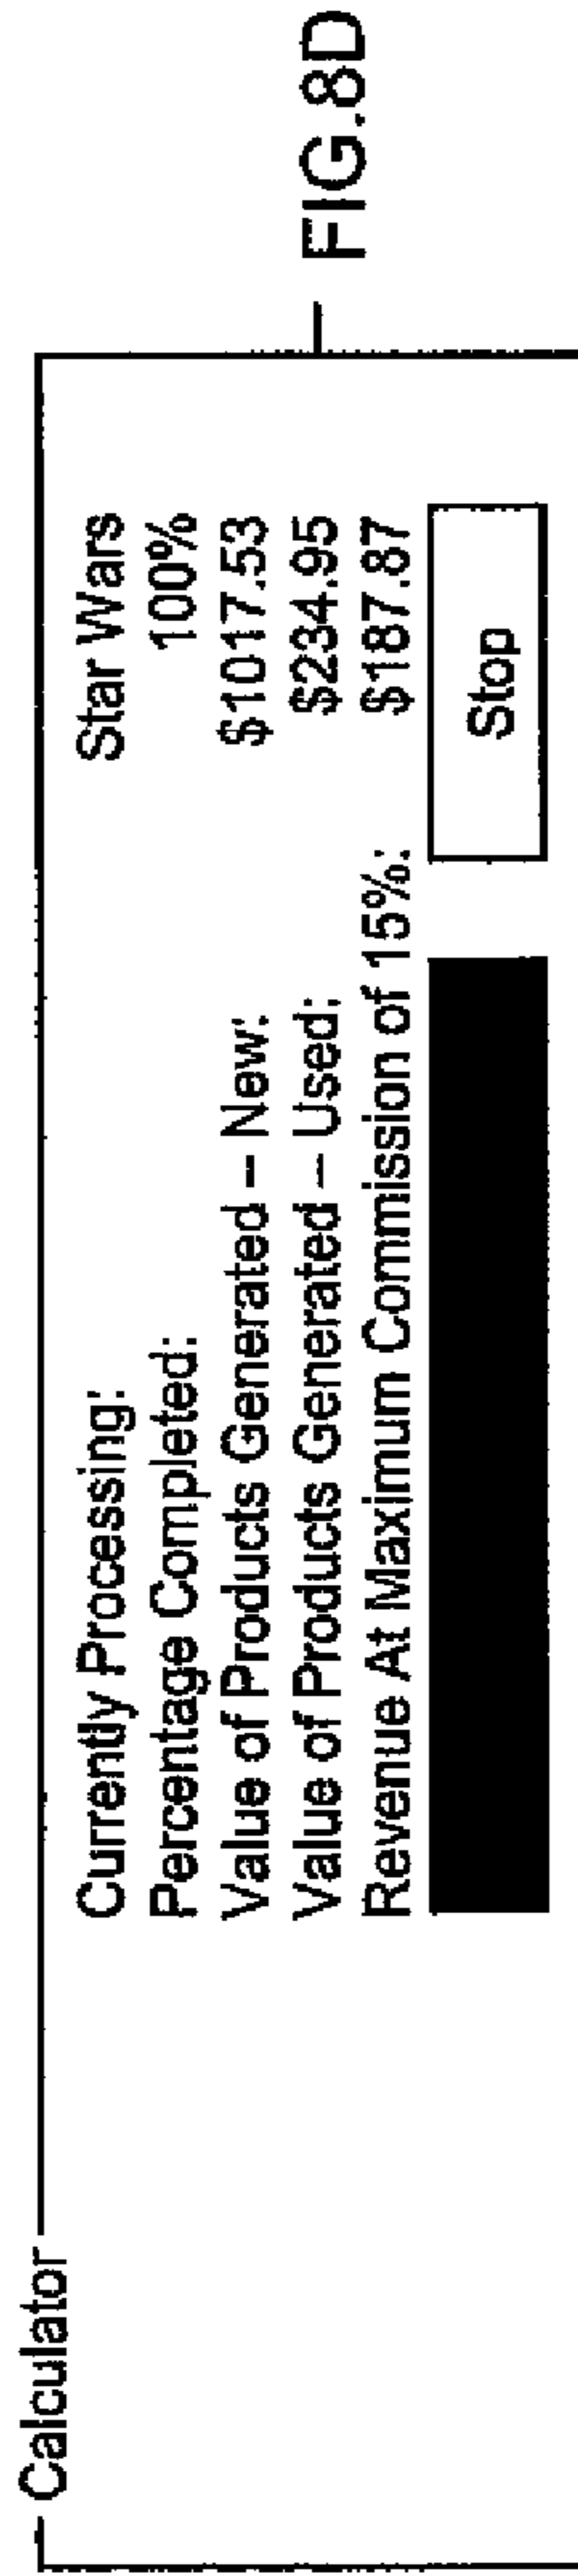 Calculator
Currently Processing: Star Wars
Percentage Completed: 100%
Value of Products Generated – New: $1017.53
Value of Products Generated – Used: $234.95
Revenue At Maximum Commission of 15%: $187.87
Stop
FIG.8D